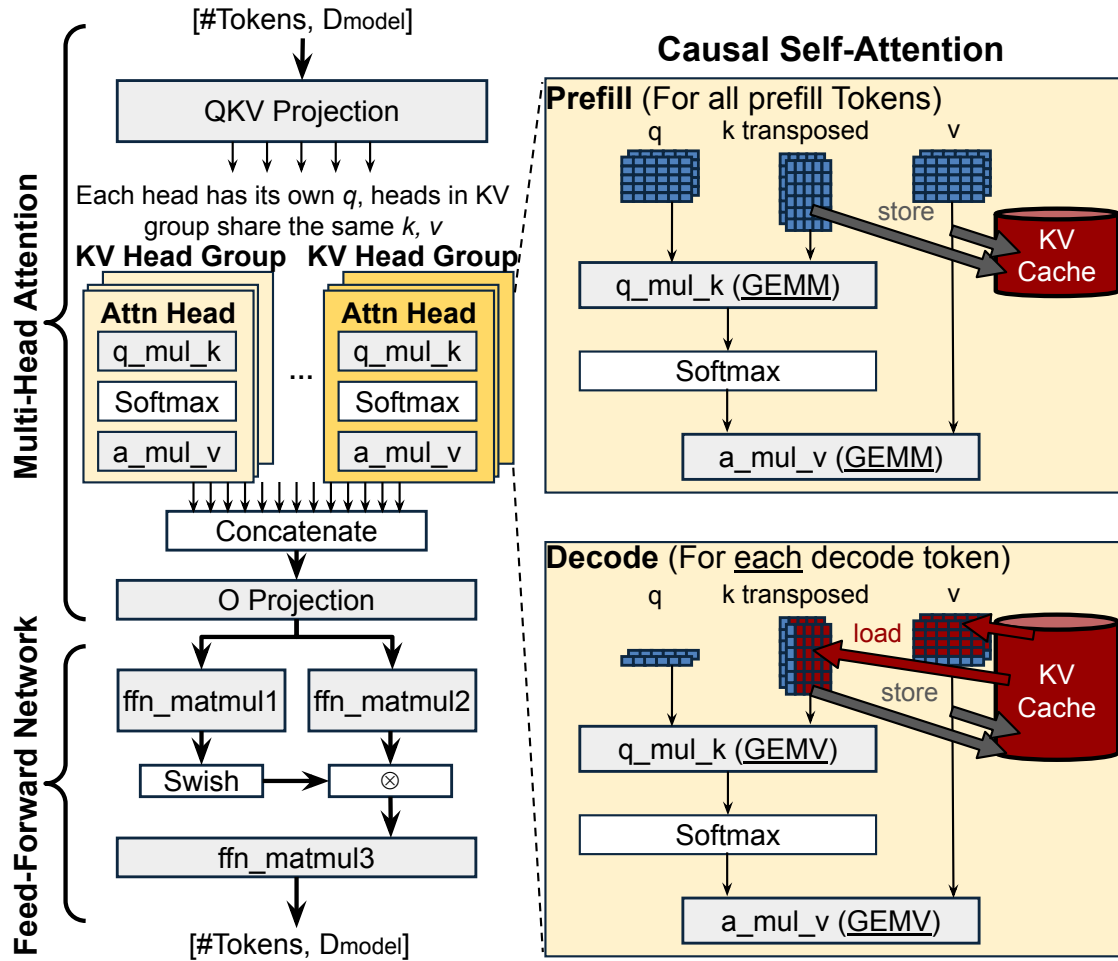 [#Tokens, Dmodel]
QKV Projection
Each head has its own q, heads in KV
group share the same k, v
KV Head Group
KV Head Group
Attn Head
q_mul_k
Softmax
a_mul_v
...
Attn Head
q_mul_k
Softmax
a_mul_v
Concatenate
O Projection
Multi-Head Attention
ffn_matmul1
ffn_matmul2
Swish
⊗
ffn_matmul3
Feed-Forward Network
[#Tokens, Dmodel]
Causal Self-Attention
Prefill (For all prefill Tokens)
q
k transposed
v
store
KV
Cache
q_mul_k (GEMM)
Softmax
a_mul_v (GEMM)
Decode (For each decode token)
q
k transposed
v
load
store
KV
Cache
q_mul_k (GEMV)
Softmax
a_mul_v (GEMV)